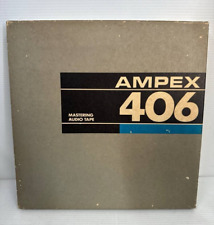 AMPEX
MASTERING
AUDIO TAPE
406